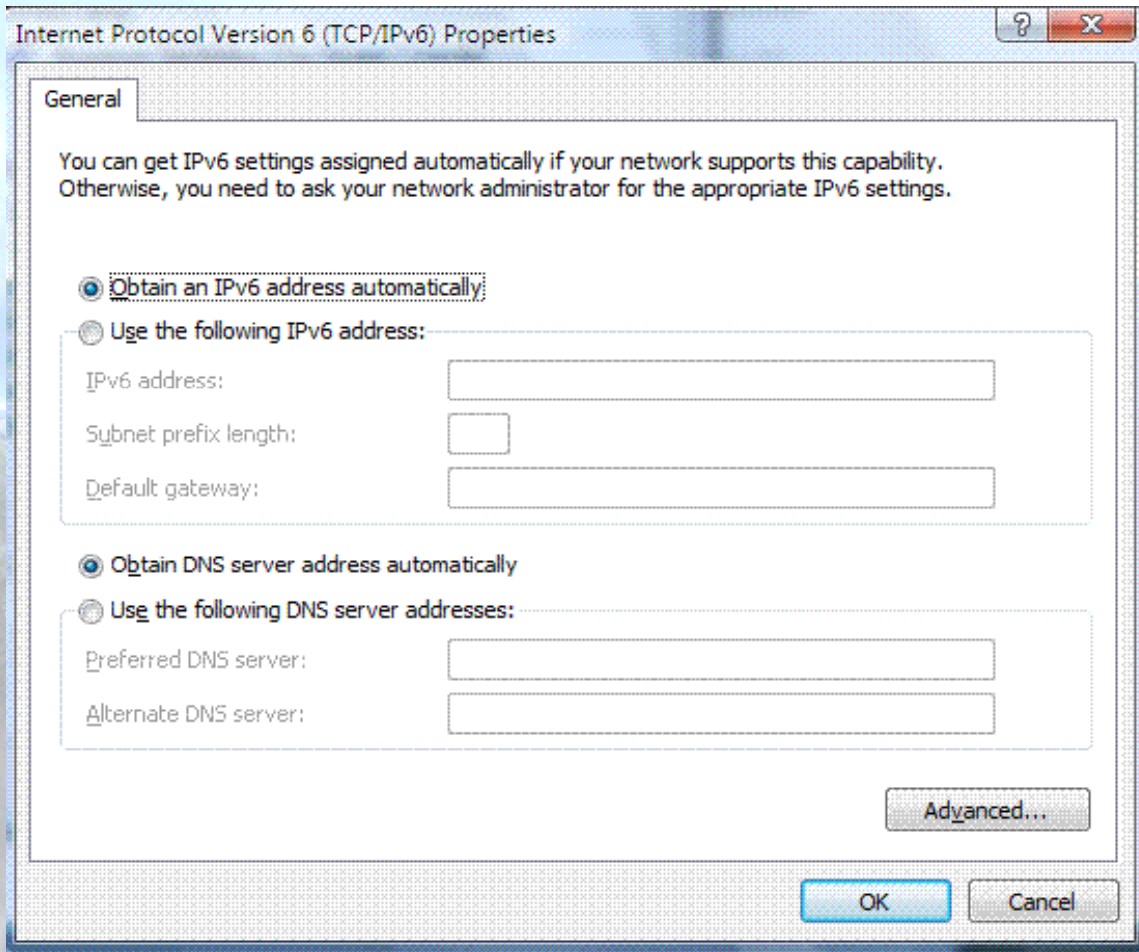 Internet Protocol Version 6 (TCP/IPv6) Properties
?
General
You can get IPv6 settings assigned automatically if your network supports this capability.
Otherwise, you need to ask your network administrator for the appropriate IPv6 settings.
Obtain an IPv6 address automatically
Use the following IPv6 address:
IPv6 address:
Subnet prefix length:
Default gateway:
Obtain DNS server address automatically
Use the following DNS server addresses:
Preferred DNS server:
Alternate DNS server:
Advanced...
OK Cancel